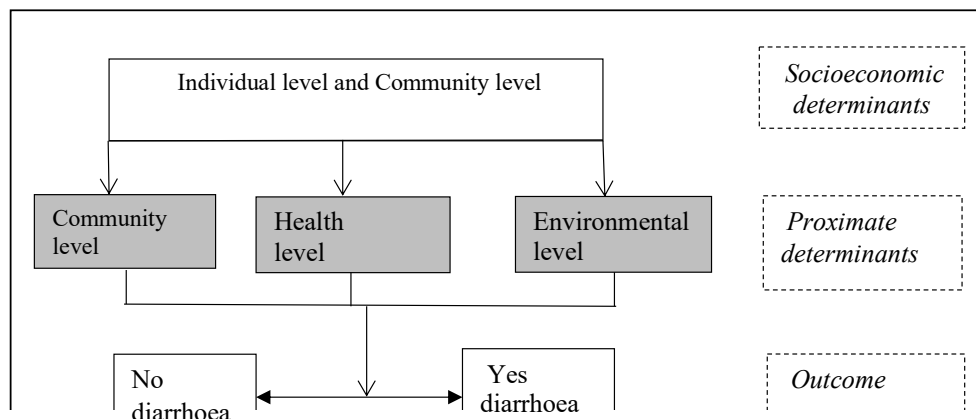 Individual level and Community level
Socioeconomic
determinants
Community
level
Health
level
Environmental
level
Proximate
determinants
No
diarrhoea
Yes
diarrhoea
Outcome